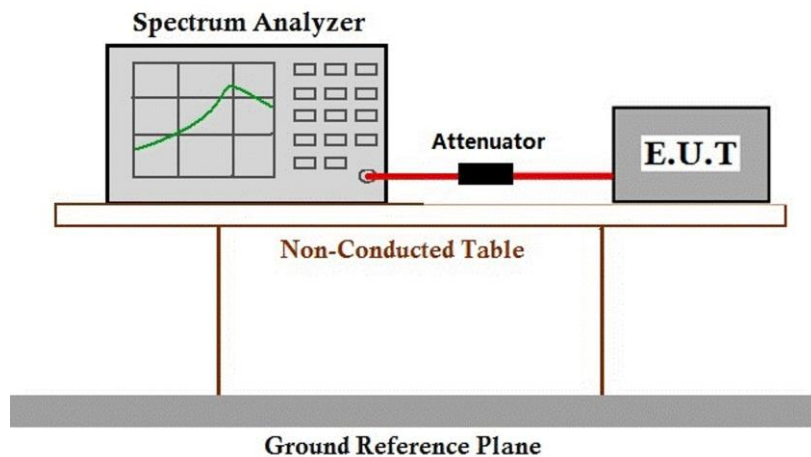 Spectrum Analyzer
Attenuator
E.U.T
Non-Conducted Table
Ground Reference Plane